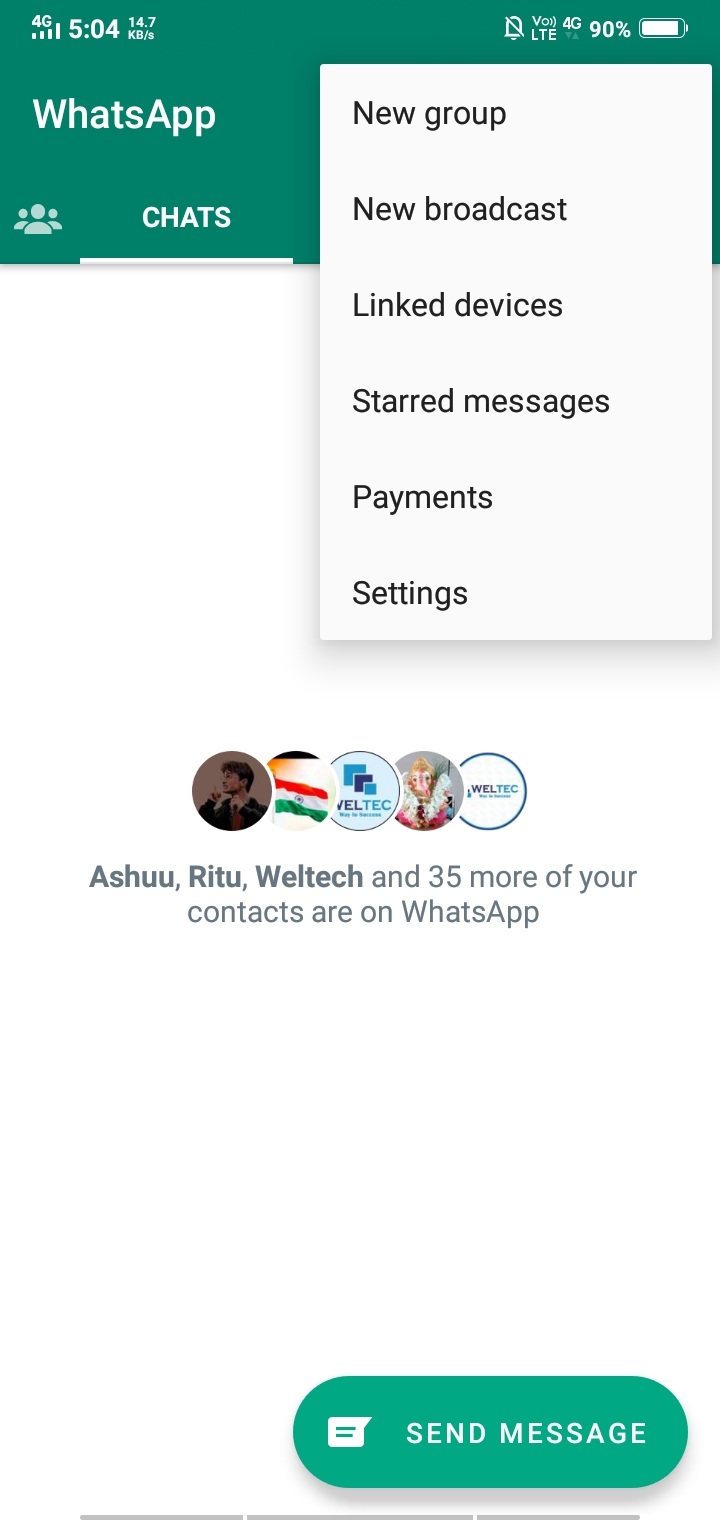 4G 5:04 14.7 KB/s Vo)) LTE 4G 90%
WhatsApp
CHATS
New group
New broadcast
Linked devices
Starred messages
Payments
Settings
VELTEC
Way to Success
WELTEC
Way to Success
Ashuu, Ritu, Weltech and 35 more of your
contacts are on WhatsApp
SEND MESSAGE